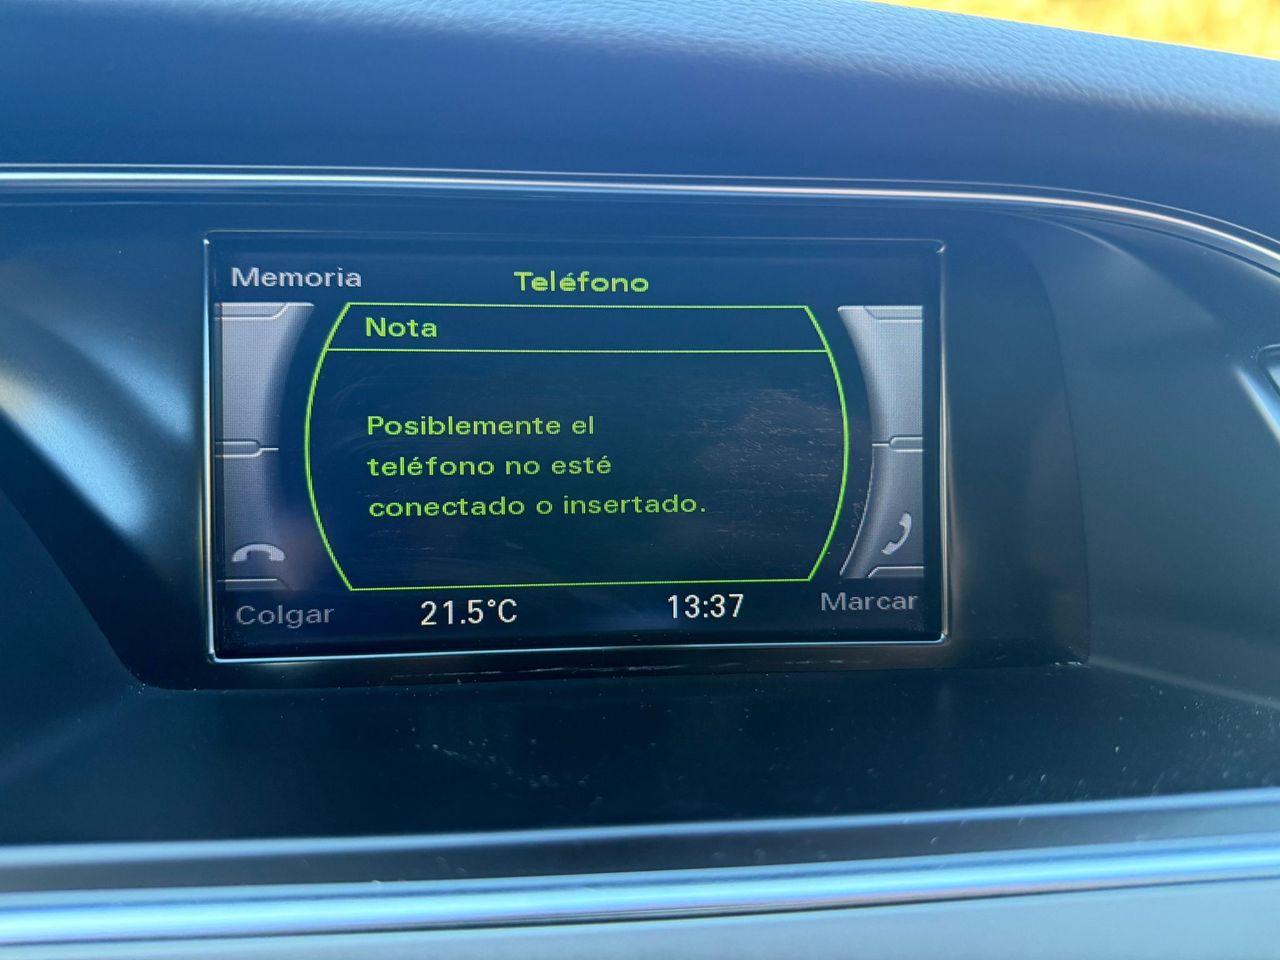 Memoria
Teléfono
Nota
Posiblemente el
teléfono no esté
conectado o insertado.
Colgar
21.5°C
13:37
Marcar